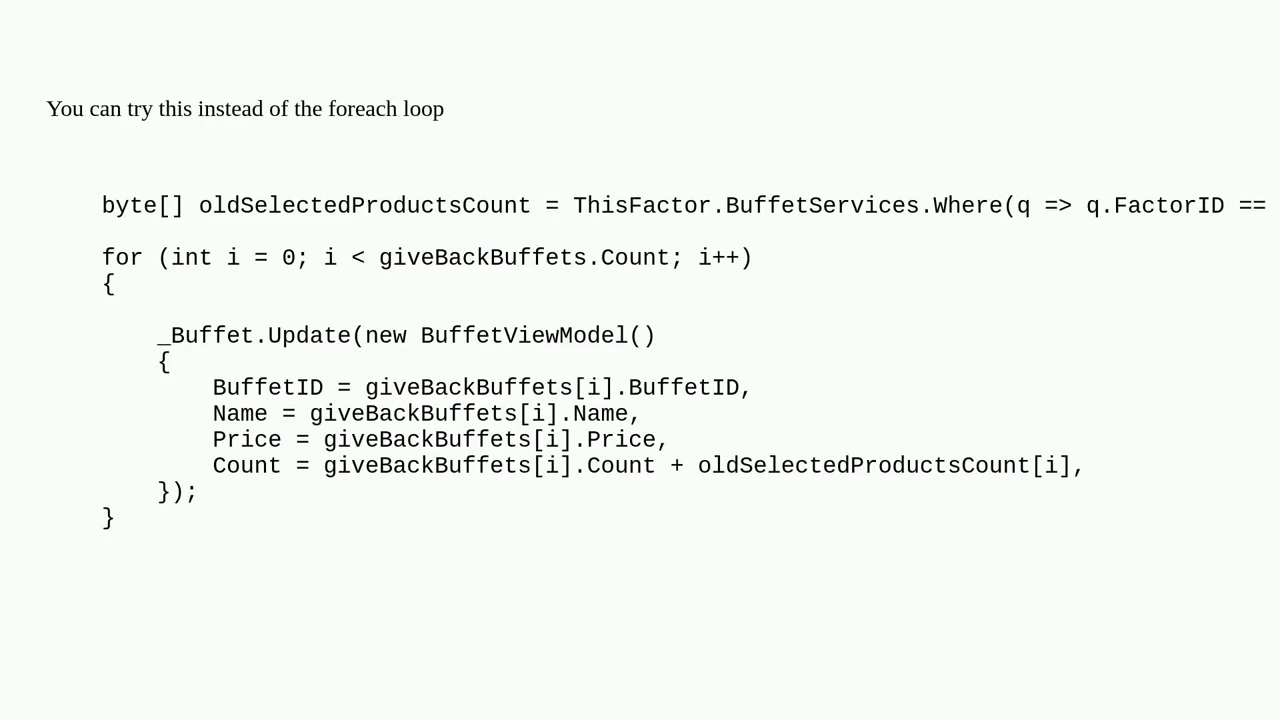 You can try this instead of the foreach loop
byte[] oldSelectedProductsCount = ThisFactor.BuffetServices.Where(q => q.FactorID ==
for (int i = 0; i < giveBackBuffets.Count; i++)
{
_Buffet.Update(new BuffetViewModel()
{
BuffetID = giveBackBuffets[i].BuffetID,
Name = giveBackBuffets[i].Name,
Price = giveBackBuffets[i].Price,
Count = giveBackBuffets[i].Count + oldSelectedProductsCount[i],
});
}